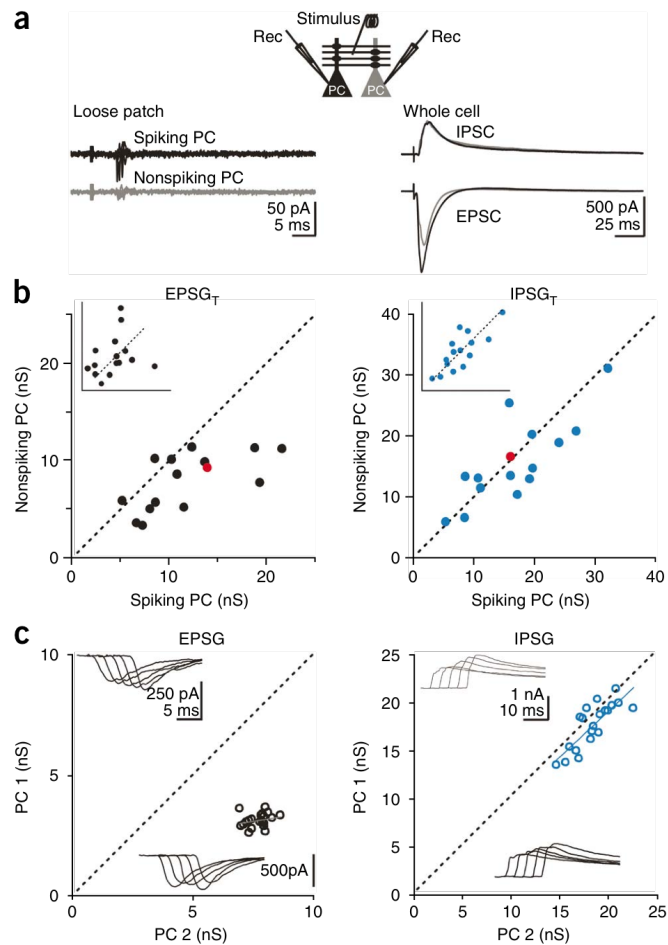 a
Stimulus
Rec
Rec
PC
PC
Loose patch
Spiking PC
Nonspiking PC
50 pA
5 ms
Whole cell
IPSC
EPSC
500 pA
25 ms
b
EPSG_T
Nonspiking PC (nS)
20
10
0
0
10
20
Spiking PC (nS)
IPSG_T
Nonspiking PC (nS)
40
30
20
10
0
0
10
20
30
40
Spiking PC (nS)
c
EPSG
PC 1 (nS)
10
5
0
250 pA
5 ms
500pA
0
5
10
PC 2 (nS)
IPSG
PC 1 (nS)
25
20
15
10
5
0
1 nA
10 ms
0
5
10
15
20
25
PC 2 (nS)